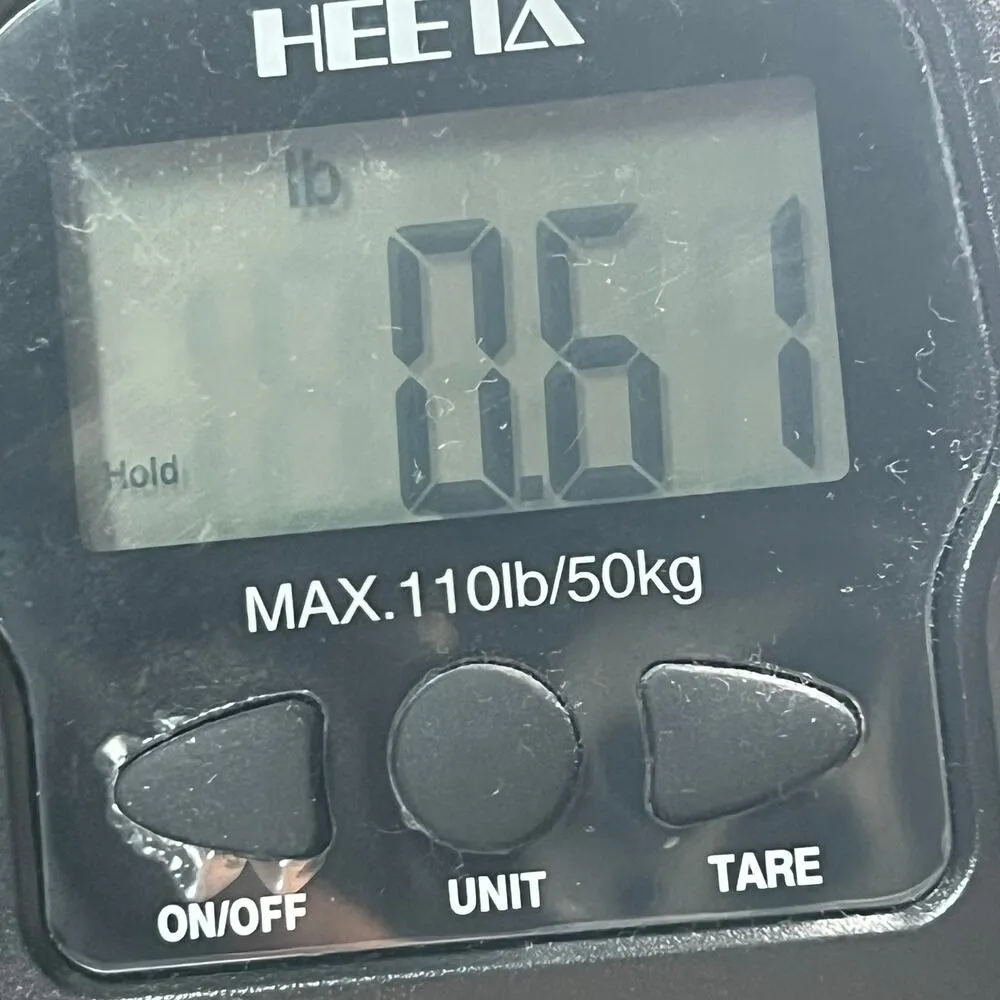 HEETA
lb
0.61
Hold
MAX.110lb/50kg
ON/OFF
UNIT
TARE